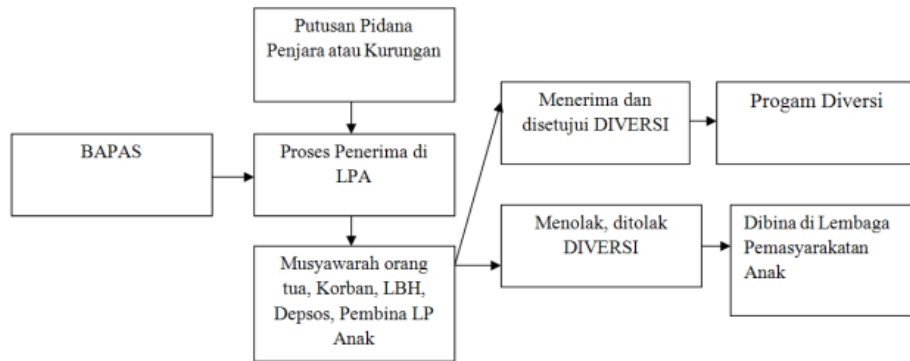 Putusan Pidana
Penjara atau Kurungan
BAPAS
Proses Penerima di
LPA
Musyawarah orang
tua, Korban, LBH,
Depsos, Pembina LP
Anak
Menerima dan
disetujui DIVERSI
Progam Diversi
Menolak, ditolak
DIVERSI
Dibina di Lembaga
Pemasyarakatan
Anak